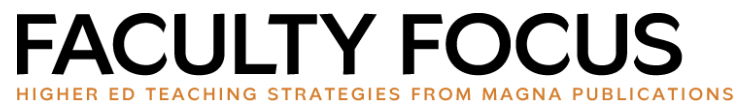 FACULTY FOCUS
HIGHER ED TEACHING STRATEGIES FROM MAGNA PUBLICATIONS